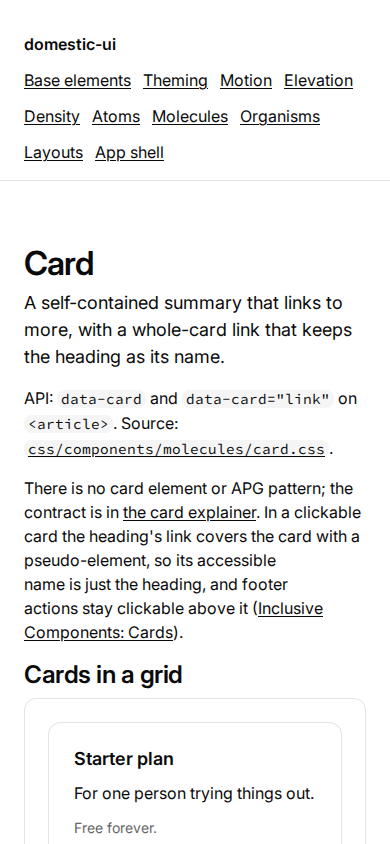 domestic-ui
Base elements Theming Motion Elevation
Density Atoms Molecules Organisms
Layouts App shell
Card
A self-contained summary that links to
more, with a whole-card link that keeps
the heading as its name.
API: data-card and data-card="link" on
<article>. Source:
css/components/molecules/card.css.
There is no card element or APG pattern; the
contract is in the card explainer. In a clickable
card the heading's link covers the card with a
pseudo-element, so its accessible
name is just the heading, and footer
actions stay clickable above it (Inclusive
Components: Cards).
Cards in a grid
Starter plan
For one person trying things out.
Free forever.